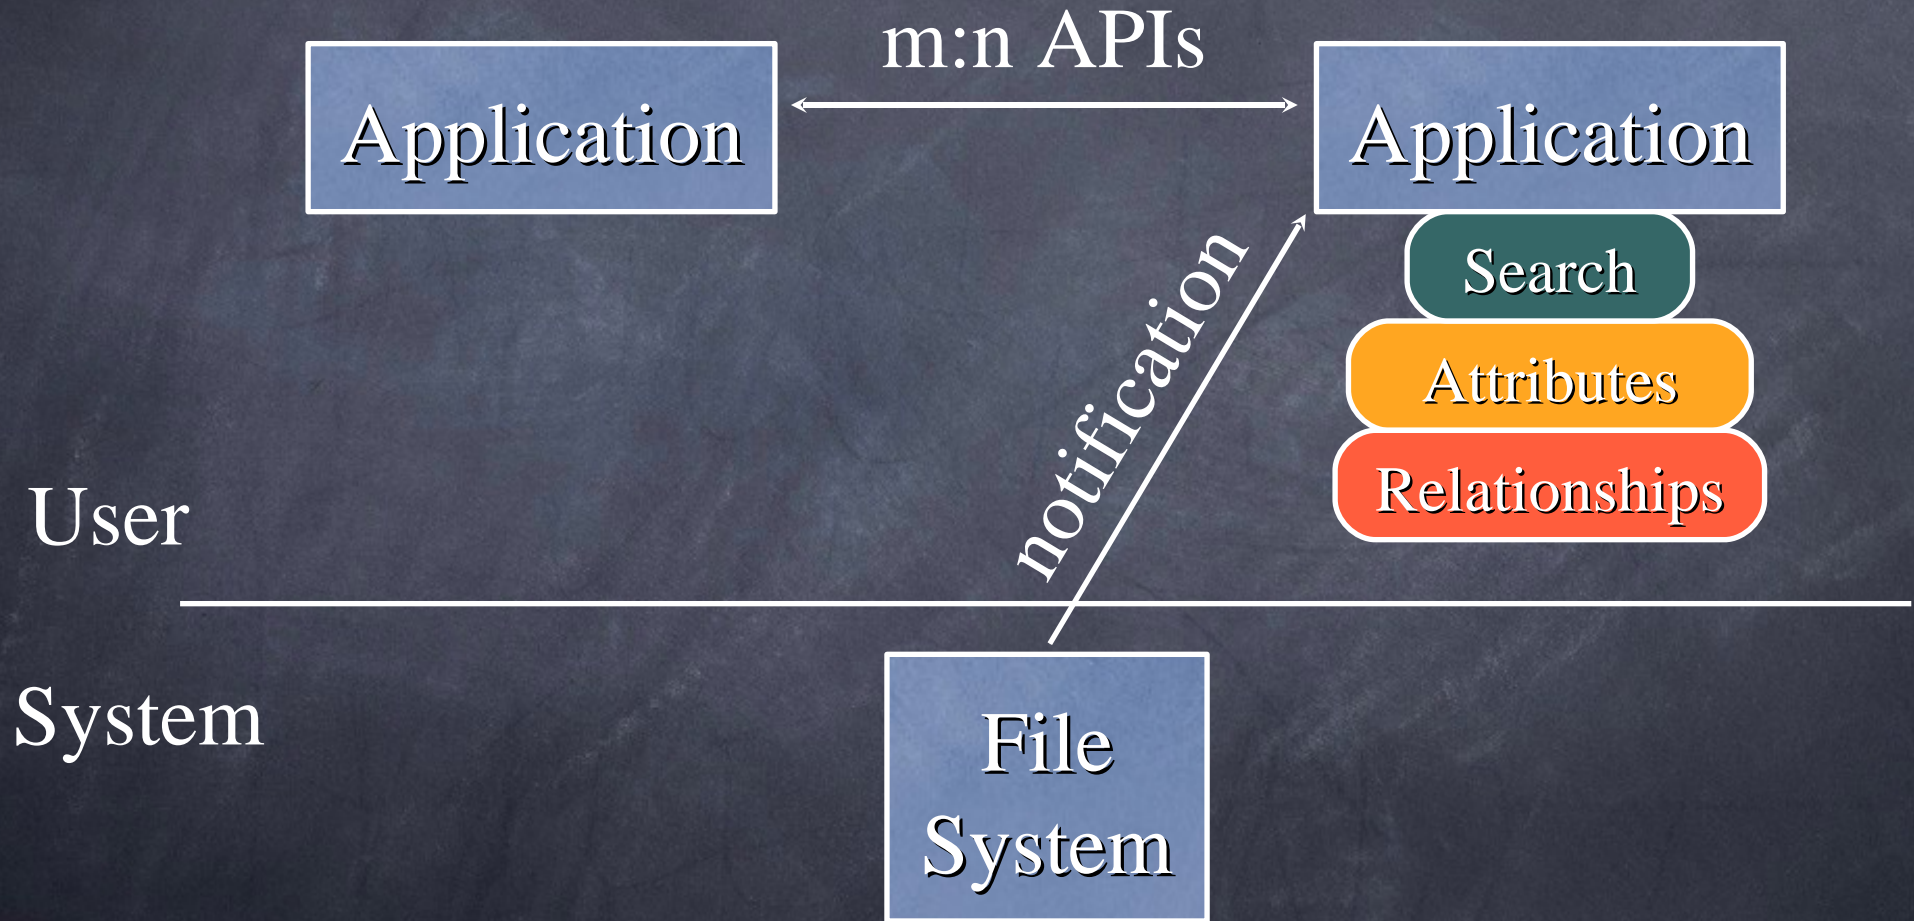 m:n APIs
Application
Application
Search
Attributes
Relationships
notification
User
System
File
System